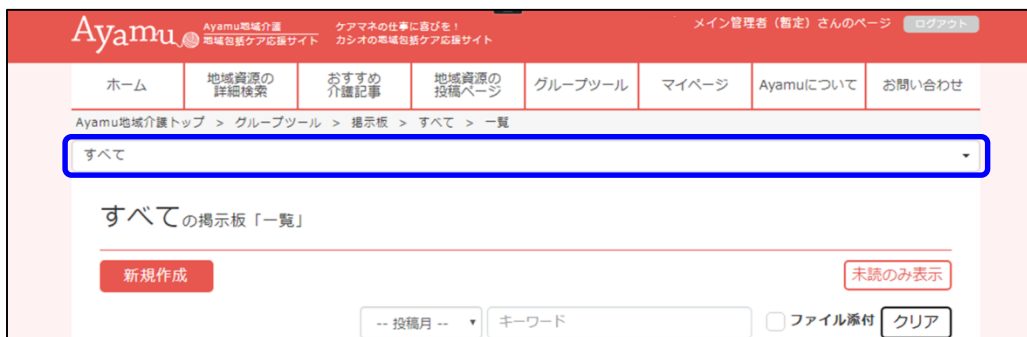 Ayamu Ayamu地域介護 ケアマネの仕事に喜びを！ メイン管理者（暫定）さんのページ ログアウト
地域包括ケア応援サイト カシオの地域包括ケア応援サイト
ホーム 地域資源の詳細検索 おすすめ介護記事 地域資源の投稿ページ グループツール マイページ Ayamuについて お問い合わせ
Ayamu地域介護トップ > グループツール > 掲示板 > すべて > 一覧
すべて
すべての掲示板「一覧」
新規作成 未読のみ表示
-- 投稿月 -- キーワード ファイル添付 クリア